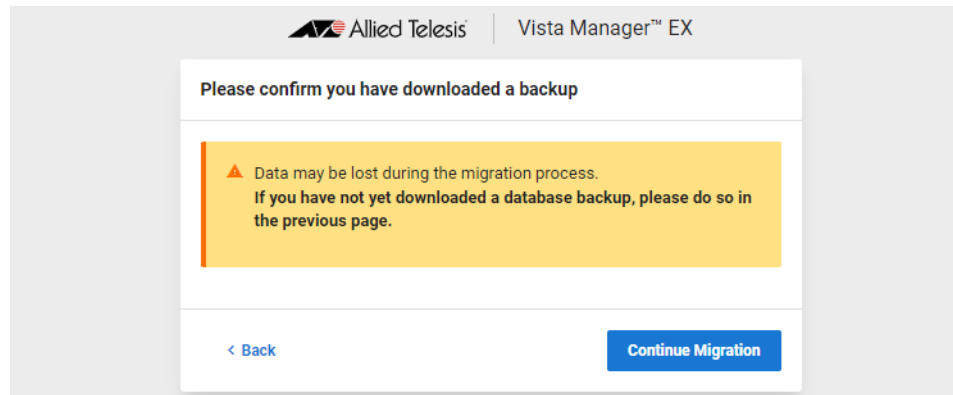 Allied Telesis Vista Manager™ EX
Please confirm you have downloaded a backup
Data may be lost during the migration process.
If you have not yet downloaded a database backup, please do so in
the previous page.
< Back Continue Migration